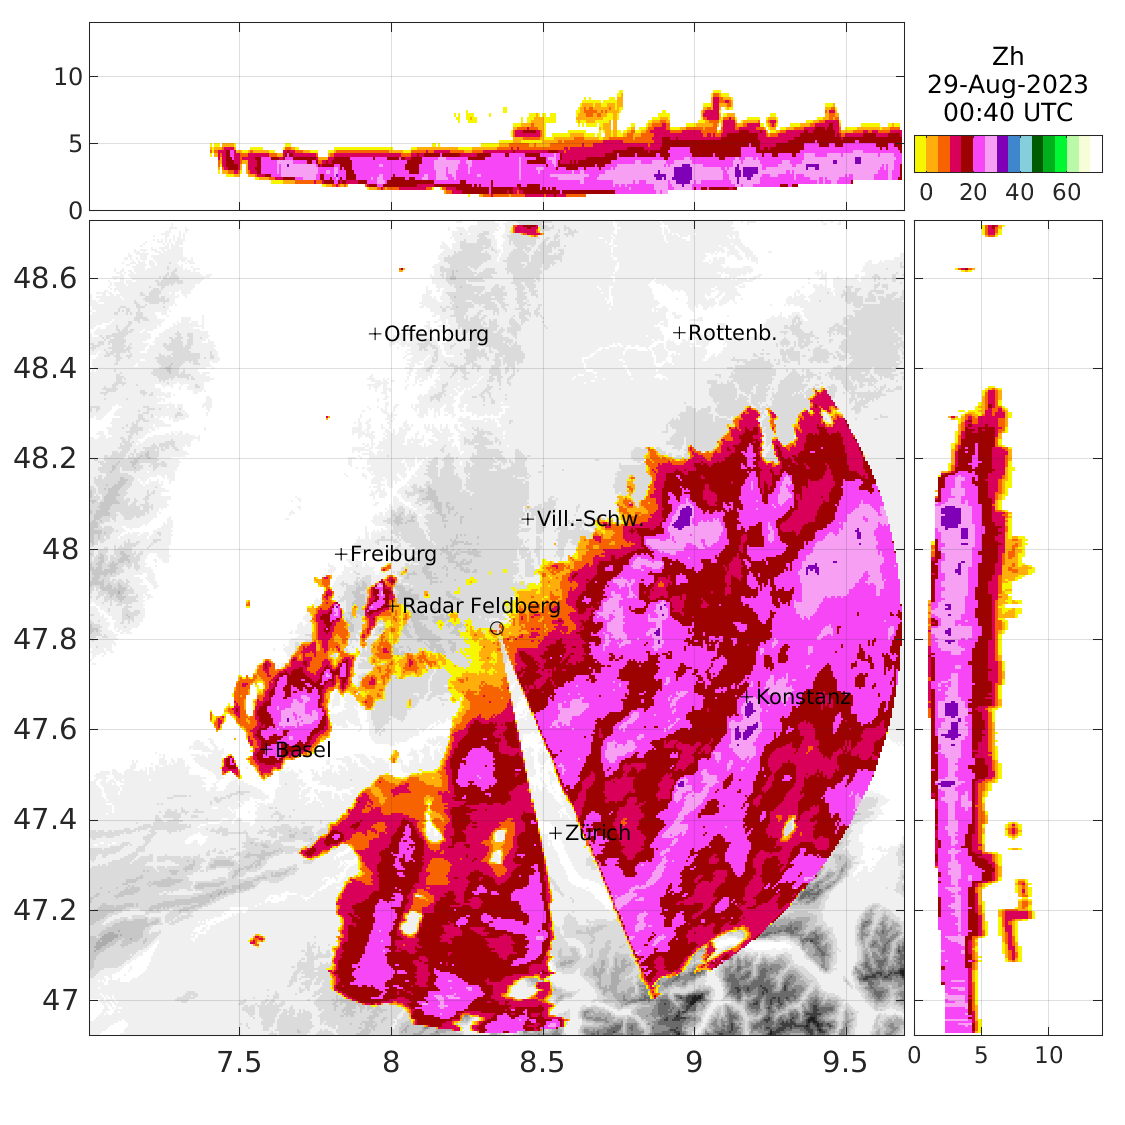 Zh
29-Aug-2023
00:40 UTC
0 20 40 60
10
5
0
48.6
48.4
48.2
48
47.8
47.6
47.4
47.2
47
+Offenburg
+Rottenb.
+Vill.-Schw.
+Freiburg
+Radar Feldberg
+Konstanz
+Basel
+Zürich
7.5 8 8.5 9 9.5
0 5 10